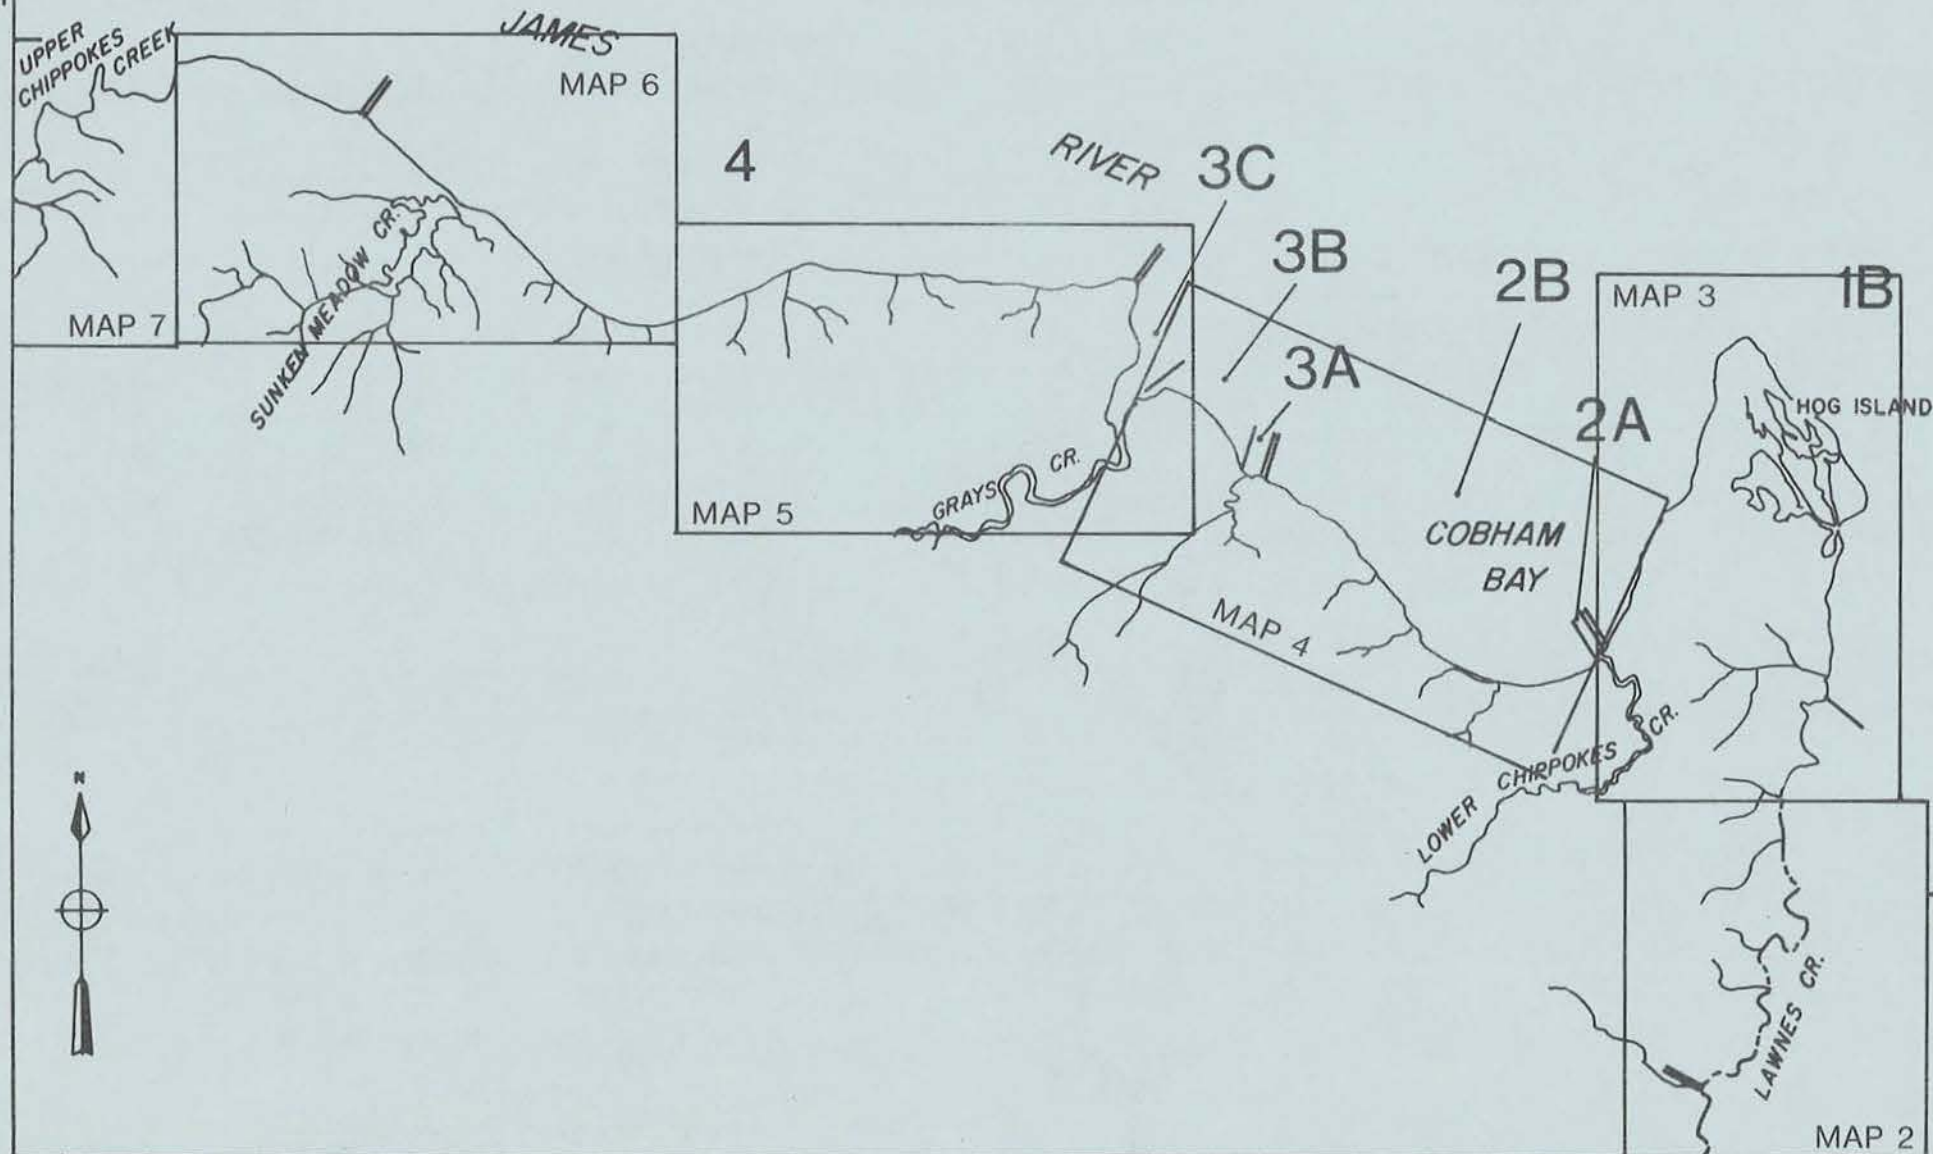 UPPER
CHIPPOKES
CREEK
JAMES
MAP 6
4
RIVER
3C
3B
2B
MAP 3
1B
MAP 7
SUNKEN MEADOW CR.
3A
HOG ISLAND
2A
GRAYS CR.
MAP 5
COBHAM
BAY
MAP 4
N
LOWER CHIPPOKES CR.
LAWNES CR.
MAP 2